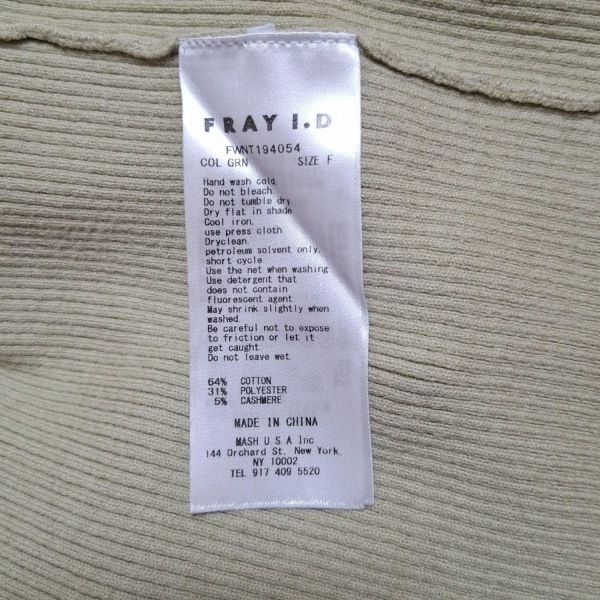 FRAY I.D
FWNT194054
COL GRN SIZE F
Hand wash cold.
Do not bleach.
Do not tumble dry.
Dry flat in shade.
Cool iron.
use press cloth.
Dryclean.
petroleum solvent only.
short cycle
Use the net when washing.
Use detergent that
does not contain
fluorescent agent.
May shrink slightly when
washed.
Be careful not to expose
to friction or let it
get caught.
Do not leave wet.
64% COTTON
31% POLYESTER
5% CASHMERE
MADE IN CHINA
MASH U.S.A Inc
144 Orchard St. New York.
NY 10002
TEL 917 409 5520